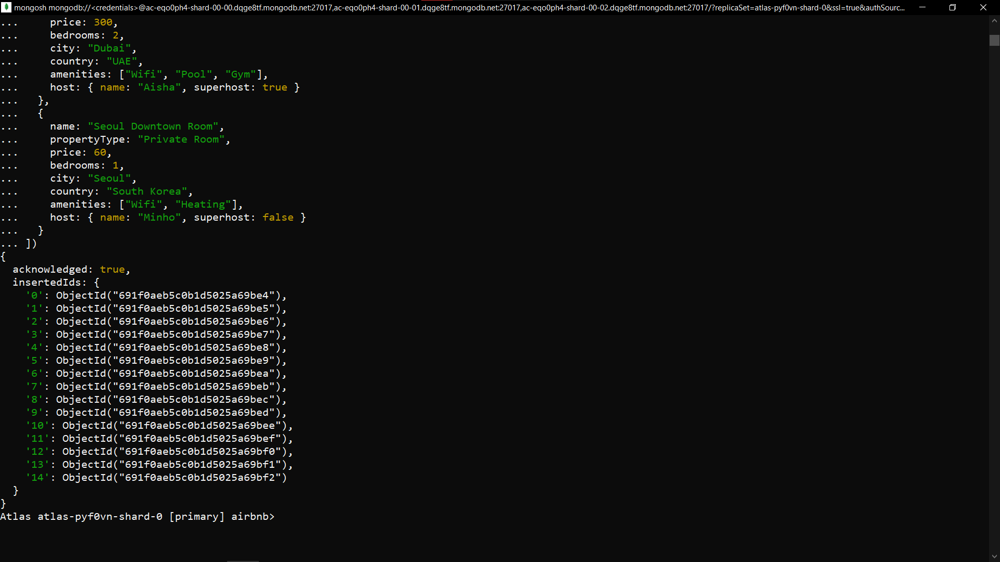 mongosh mongodb://<credentials>@ac-eqo0ph4-shard-00-00.dqge8tf.mongodb.net:27017,ac-eqo0ph4-shard-00-01.dqge8tf.mongodb.net:27017,ac-eqo0ph4-shard-00-02.dqge8tf.mongodb.net:27017/?replicaSet=atlas-pyf0vn-shard-0&ssl=true&authSourc...
...     price: 300,
...     bedrooms: 2,
...     city: "Dubai",
...     country: "UAE",
...     amenities: ["Wifi", "Pool", "Gym"],
...     host: { name: "Aisha", superhost: true }
...   },
...   {
...     name: "Seoul Downtown Room",
...     propertyType: "Private Room",
...     price: 60,
...     bedrooms: 1,
...     city: "Seoul",
...     country: "South Korea",
...     amenities: ["Wifi", "Heating"],
...     host: { name: "Minho", superhost: false }
...   }
... ])
{
  acknowledged: true,
  insertedIds: {
    '0': ObjectId("691f0aeb5c0b1d5025a69be4"),
    '1': ObjectId("691f0aeb5c0b1d5025a69be5"),
    '2': ObjectId("691f0aeb5c0b1d5025a69be6"),
    '3': ObjectId("691f0aeb5c0b1d5025a69be7"),
    '4': ObjectId("691f0aeb5c0b1d5025a69be8"),
    '5': ObjectId("691f0aeb5c0b1d5025a69be9"),
    '6': ObjectId("691f0aeb5c0b1d5025a69bea"),
    '7': ObjectId("691f0aeb5c0b1d5025a69beb"),
    '8': ObjectId("691f0aeb5c0b1d5025a69bec"),
    '9': ObjectId("691f0aeb5c0b1d5025a69bed"),
    '10': ObjectId("691f0aeb5c0b1d5025a69bee"),
    '11': ObjectId("691f0aeb5c0b1d5025a69bef"),
    '12': ObjectId("691f0aeb5c0b1d5025a69bf0"),
    '13': ObjectId("691f0aeb5c0b1d5025a69bf1"),
    '14': ObjectId("691f0aeb5c0b1d5025a69bf2")
  }
}
Atlas atlas-pyf0vn-shard-0 [primary] airbnb>